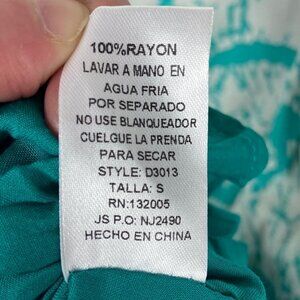 100%RAYON
LAVAR A MANO EN
AGUA FRIA
POR SEPARADO
NO USE BLANQUEADOR
CUELGUE LA PRENDA
PARA SECAR
STYLE: D3013
TALLA: S
RN:132005
JS P.O: NJ2490
HECHO EN CHINA